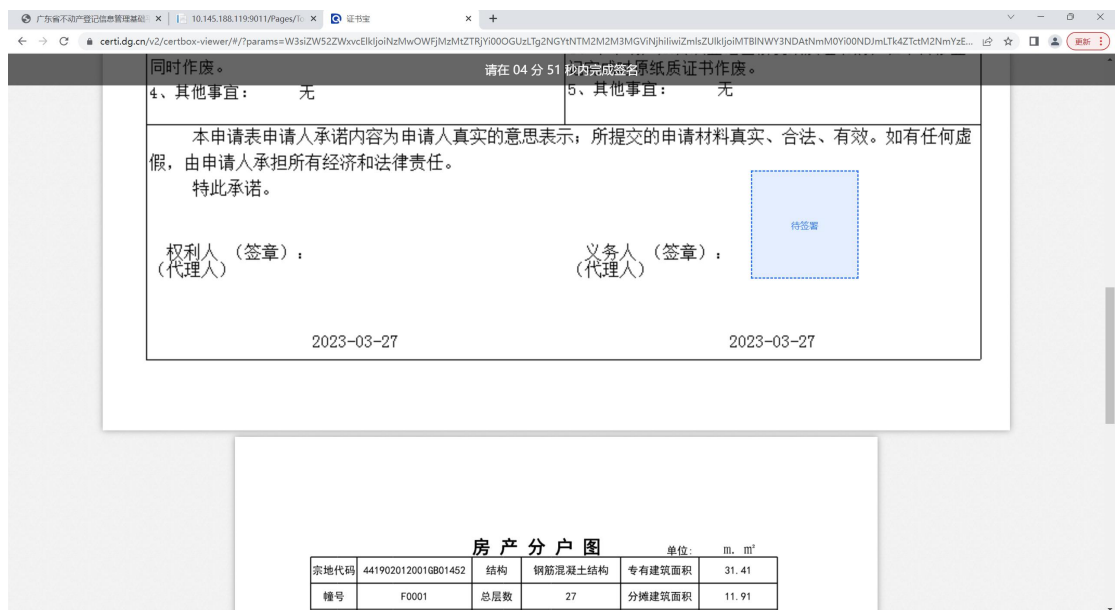 广东省不动产登记信息管理基础
10.145.188.119:9011/Pages/To
证书宝
certi.dg.cn/v2/certbox-viewer/#/?params=
更新
请在 04 分 51 秒内完成签名
同时作废。
原纸质证书作废。
4、其他事宜： 无
5、其他事宜： 无
本申请表申请人承诺内容为申请人真实的意思表示；所提交的申请材料真实、合法、有效。如有任何虚
假，由申请人承担所有经济和法律责任。
特此承诺。
待签署
权利人 （签章）：
（代理人）
义务人 （签章）：
（代理人）
2023-03-27
2023-03-27
房产分户图
单位： m. m²
宗地代码 441902012001GB01452 结构 钢筋混凝土结构 专有建筑面积 31.41
幢号 F0001 总层数 27 分摊建筑面积 11.91